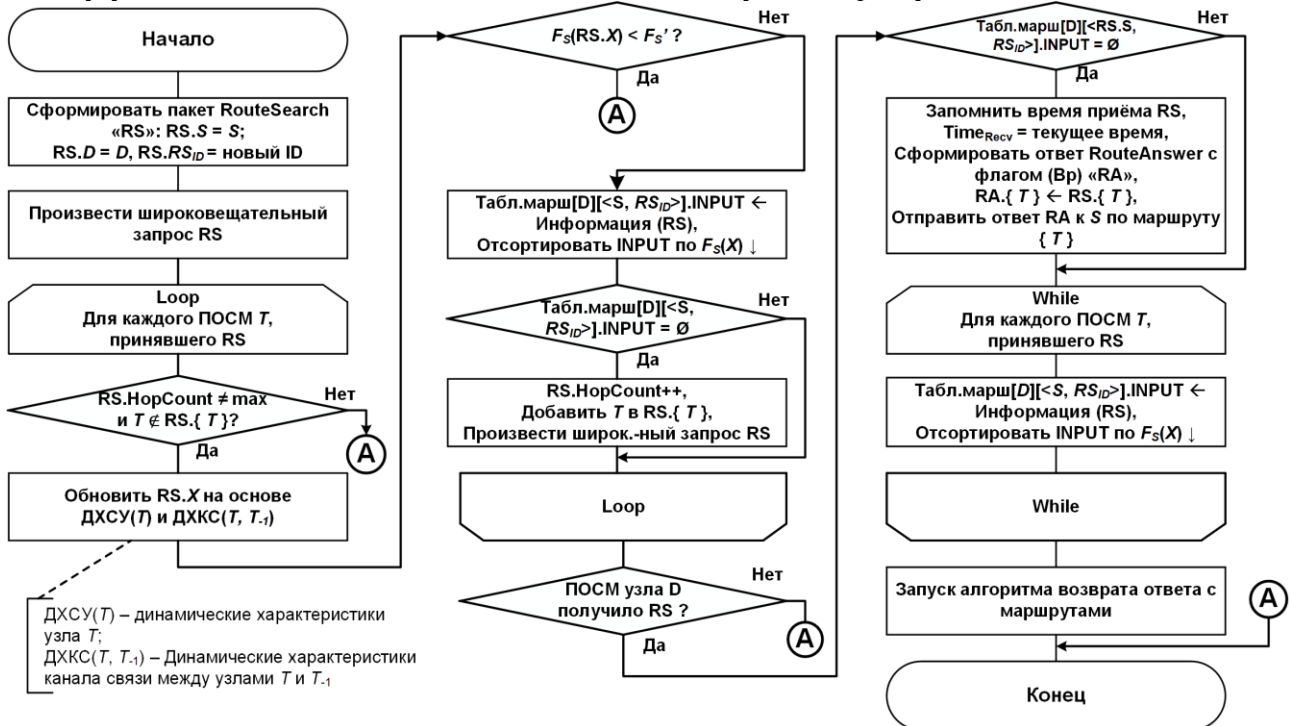 Начало
Сформировать пакет RouteSearch
«RS»: RS.S = S;
RS.D = D, RS.RS_ID = новый ID
Произвести широковещательный
запрос RS
Loop
Для каждого ПОСМ T,
принявшего RS
RS.HopCount ≠ max
и T ∉ RS.{ T }?
Нет
Да
А
Обновить RS.X на основе
ДХСУ(T) и ДХКС(T, T₋₁)
ДХСУ(T) – динамические характеристики
узла T;
ДХКС(T, T₋₁) – Динамические характеристики
канала связи между узлами T и T₋₁
F_S(RS.X) < F_S’ ?
Нет
Да
А
Табл.марш[D][<S, RS_ID>].INPUT ←
Информация (RS),
Отсортировать INPUT по F_S(X) ↓
Табл.марш[D][<S,
RS_ID>].INPUT = Ø
Нет
Да
RS.HopCount++,
Добавить T в RS.{ T },
Произвести широк.-ный запрос RS
Loop
ПОСМ узла D
получило RS ?
Нет
Да
А
Табл.марш[D][<RS.S,
RS_ID>].INPUT = Ø
Нет
Да
Запомнить время приёма RS,
Time_Recv = текущее время,
Сформировать ответ RouteAnswer с
флагом (Вр) «RA»,
RA.{ T } ← RS.{ T },
Отправить ответ RA к S по маршруту
{ T }
While
Для каждого ПОСМ T,
принявшего RS
Табл.марш[D][<S, RS_ID>].INPUT ←
Информация (RS),
Отсортировать INPUT по F_S(X) ↓
While
Запуск алгоритма возврата ответа с
маршрутами
А
Конец